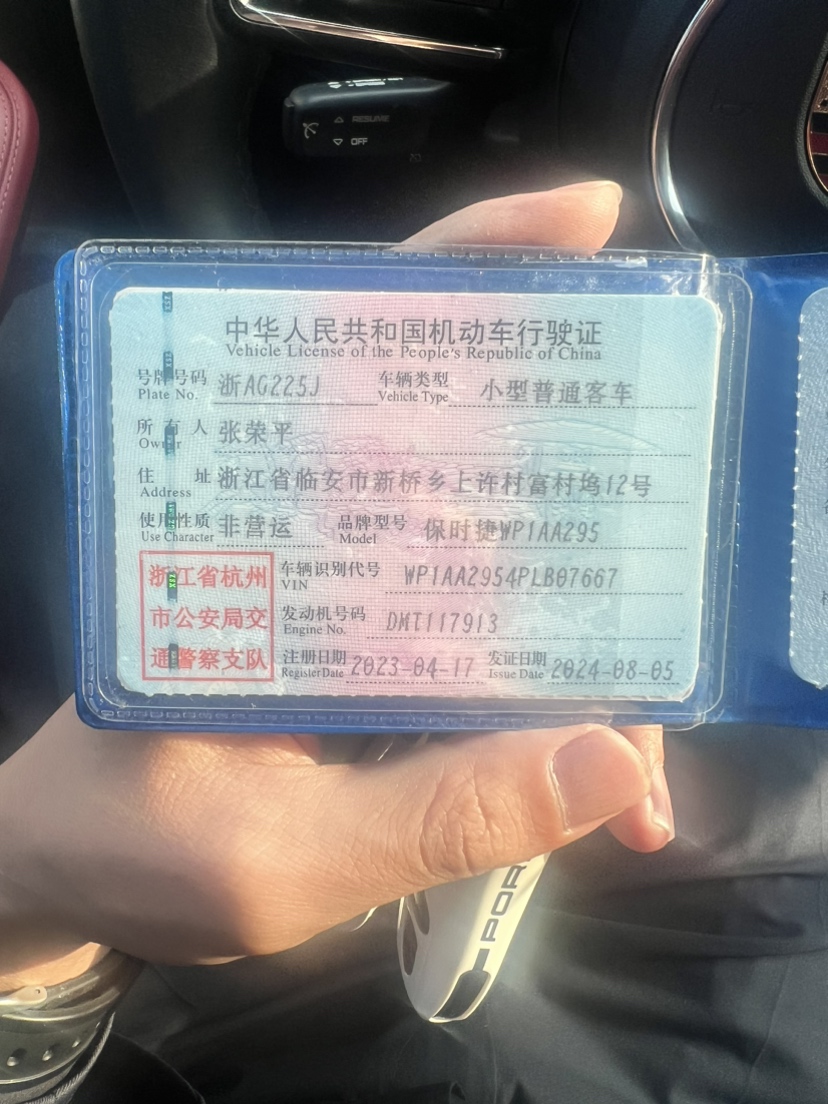 RESUME
OFF
中华人民共和国机动车行驶证
Vehicle License of the People's Republic of China
号牌号码 浙AG225J 车辆类型 小型普通客车
Plate No. Vehicle Type
所有人 张荣平
Owner
住址 浙江省临安市新桥乡上许村富村坞12号
Address
使用性质 非营运 品牌型号 保时捷WP1AA295
Use Character Model
浙江省杭州
市公安局交
通警察支队
车辆识别代号 WP1AA2954PLB07667
VIN
发动机号码 DMT117913
Engine No.
注册日期 2023-04-17 发证日期 2024-08-05
Register Date Issue Date
POR